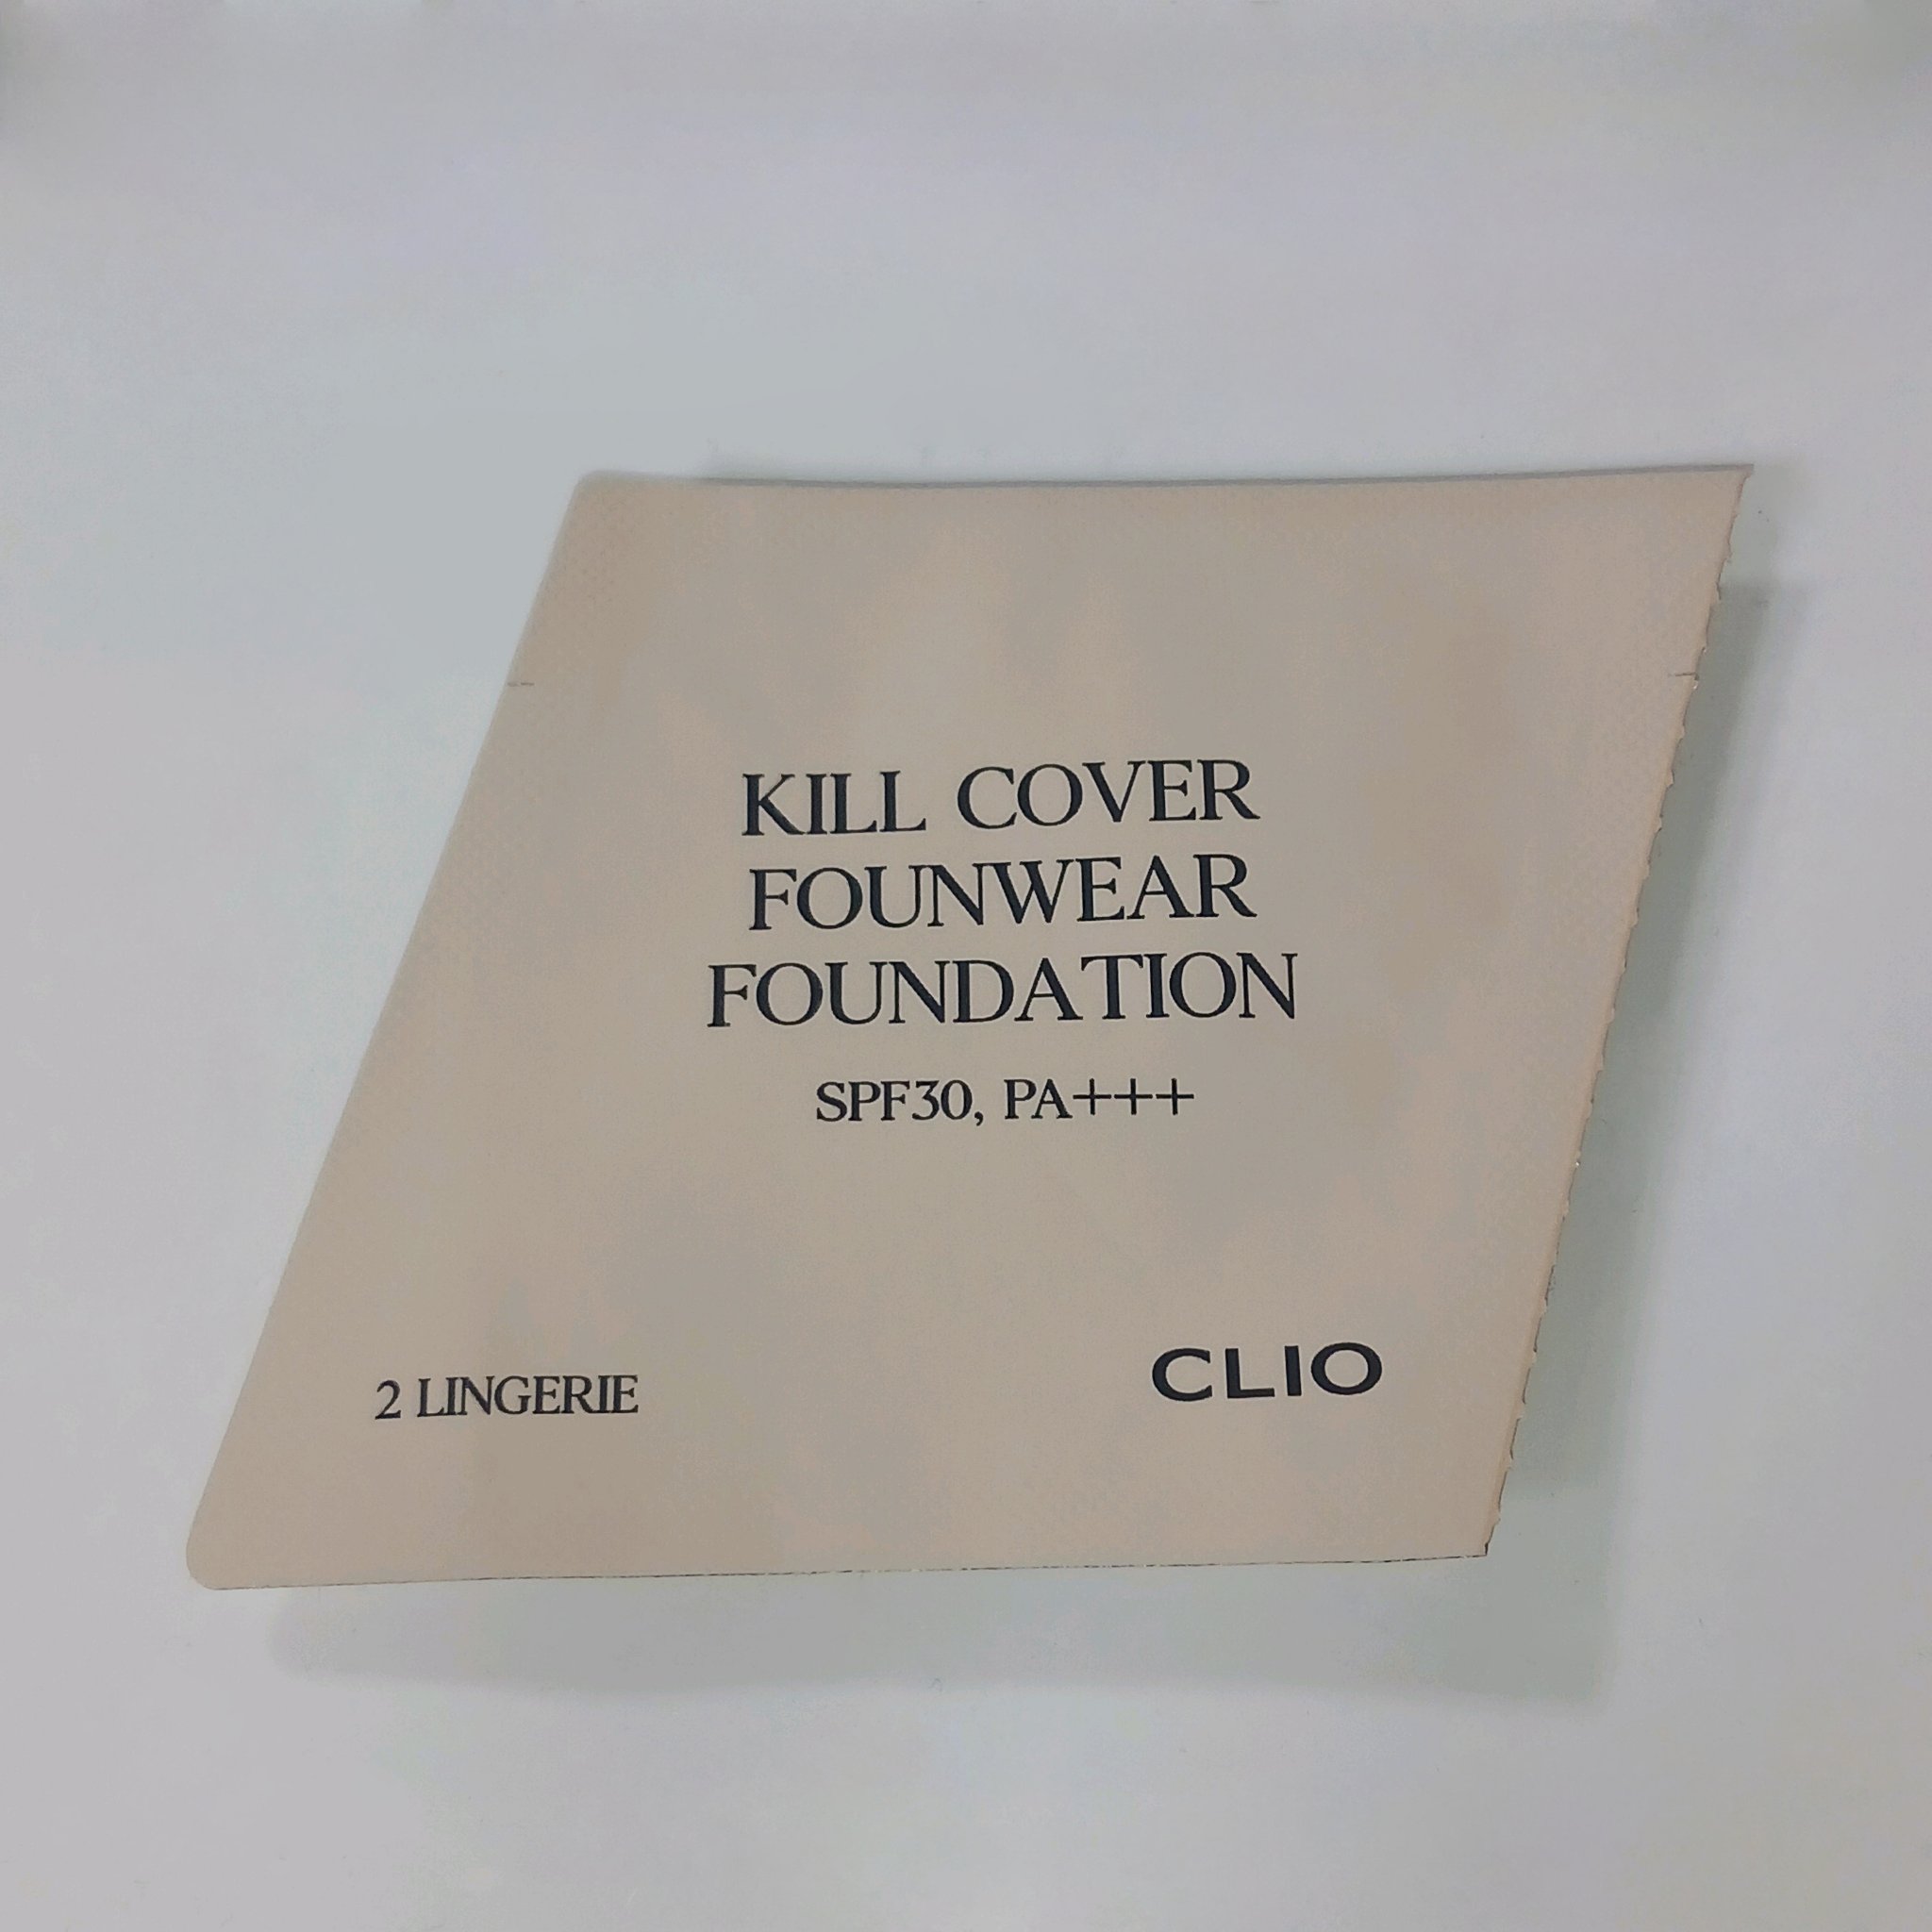 KILL COVER
FOUNWEAR
FOUNDATION
SPF30, PA+++
2 LINGERIE
CLIO